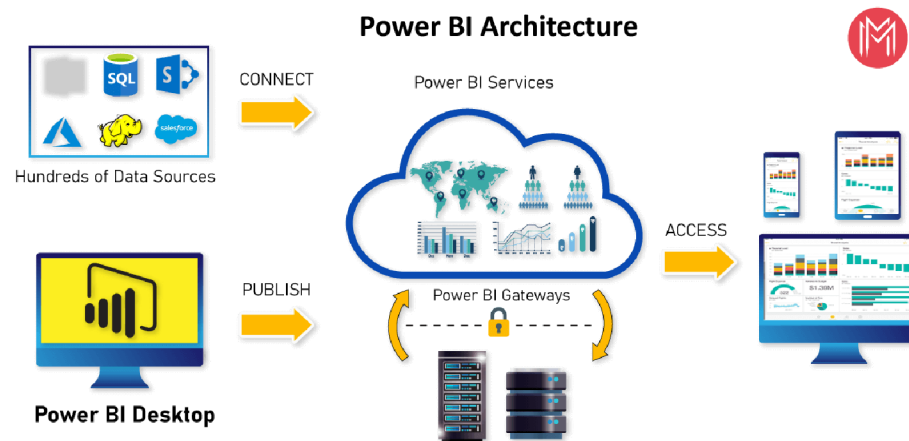 Power BI Architecture
SQL
S
salesforce
CONNECT
Hundreds of Data Sources
Power BI Services
ACCESS
PUBLISH
Power BI Gateways
Power BI Desktop